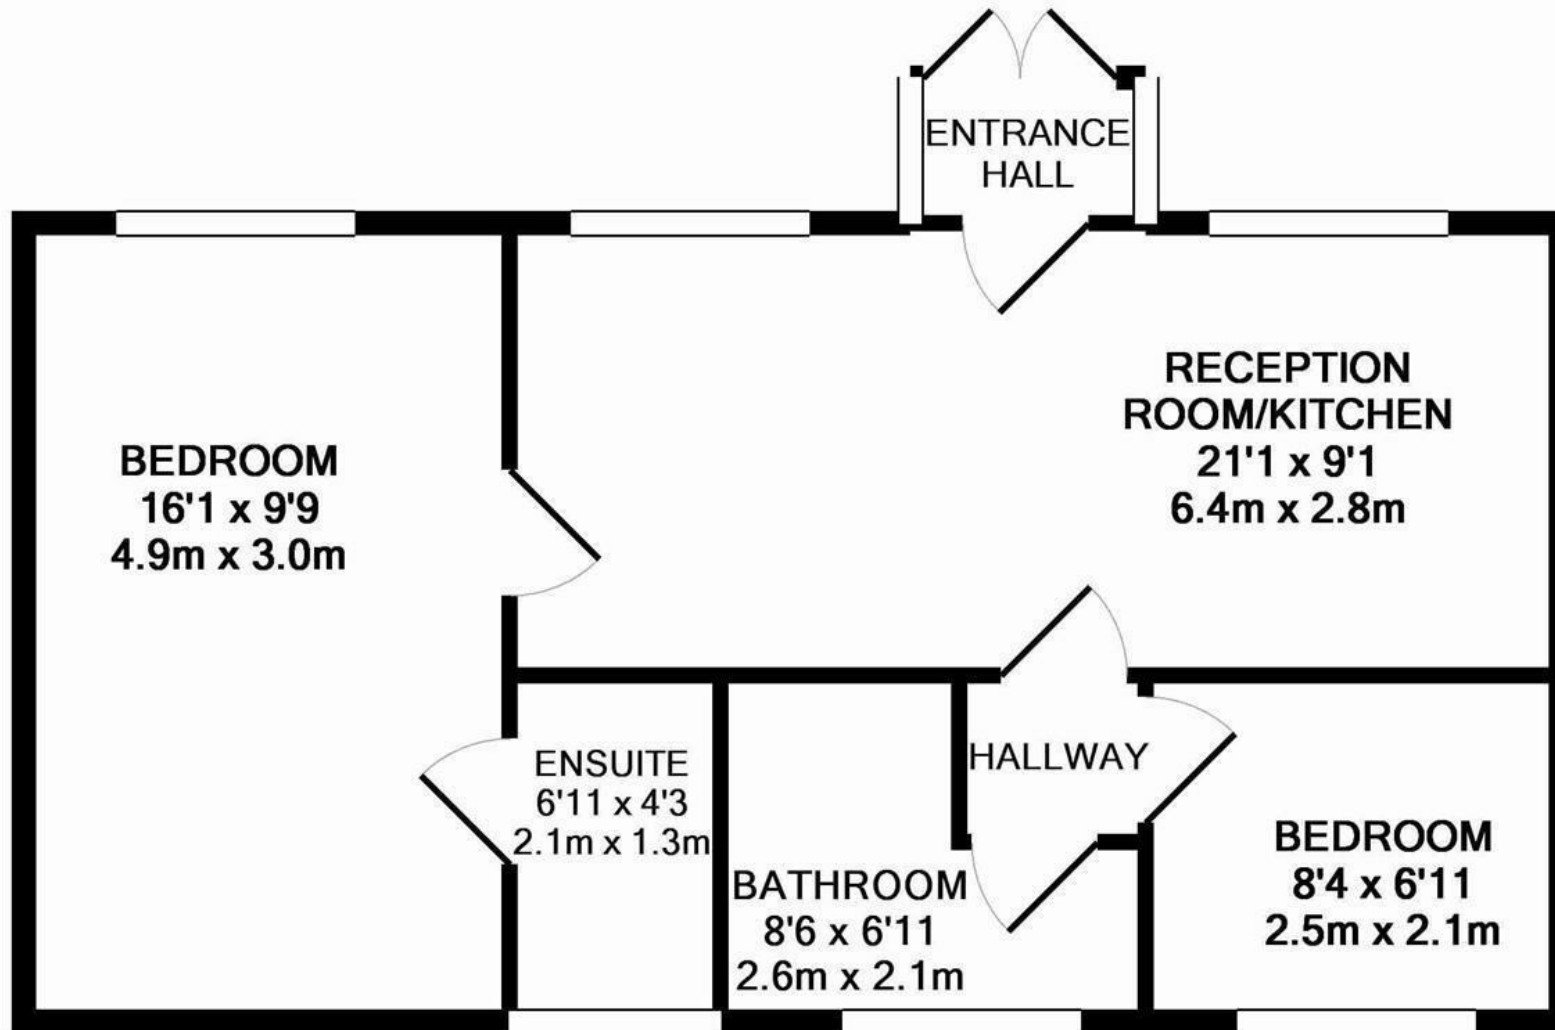 ENTRANCE
HALL
RECEPTION
ROOM/KITCHEN
21'1 x 9'1
6.4m x 2.8m
BEDROOM
16'1 x 9'9
4.9m x 3.0m
ENSUITE
6'11 x 4'3
2.1m x 1.3m
HALLWAY
BATHROOM
8'6 x 6'11
2.6m x 2.1m
BEDROOM
8'4 x 6'11
2.5m x 2.1m